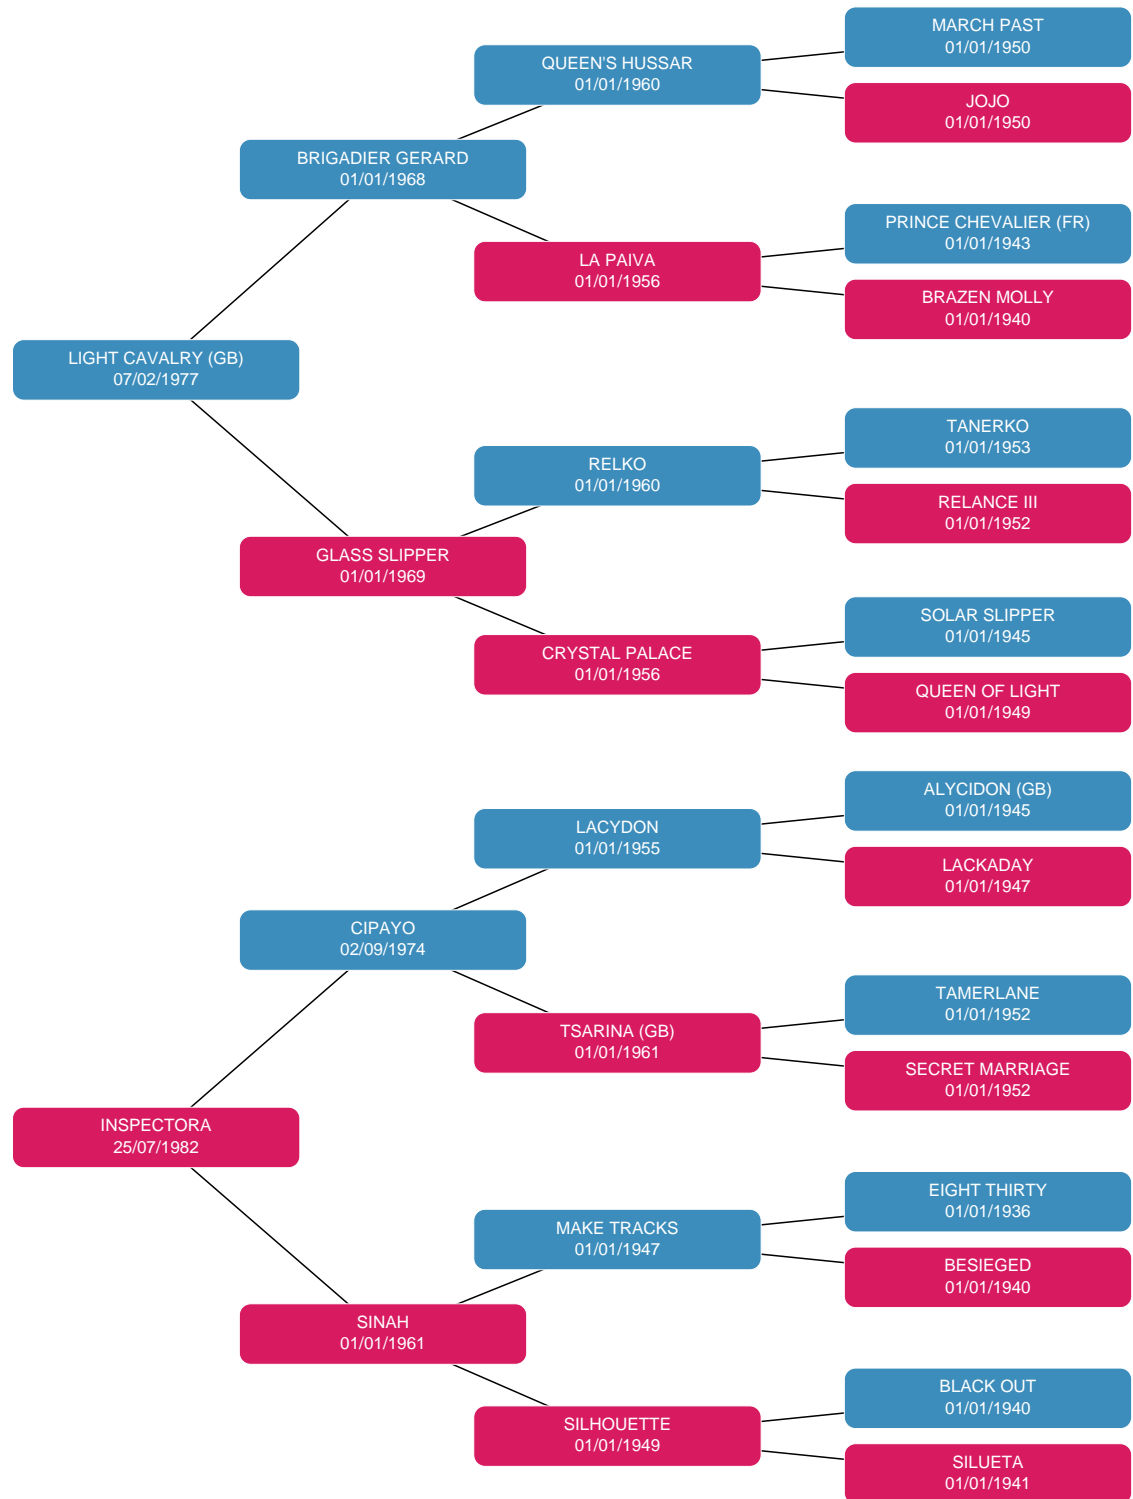 MARCH PAST
01/01/1950
QUEEN'S HUSSAR
01/01/1960
JOJO
01/01/1950
BRIGADIER GERARD
01/01/1968
PRINCE CHEVALIER (FR)
01/01/1943
LA PAIVA
01/01/1956
BRAZEN MOLLY
01/01/1940
LIGHT CAVALRY (GB)
07/02/1977
TANERKO
01/01/1953
RELKO
01/01/1960
RELANCE III
01/01/1952
GLASS SLIPPER
01/01/1969
SOLAR SLIPPER
01/01/1945
CRYSTAL PALACE
01/01/1956
QUEEN OF LIGHT
01/01/1949
ALYCIDON (GB)
01/01/1945
LACYDON
01/01/1955
LACKADAY
01/01/1947
CIPAYO
02/09/1974
TAMERLANE
01/01/1952
TSARINA (GB)
01/01/1961
SECRET MARRIAGE
01/01/1952
INSPECTORA
25/07/1982
EIGHT THIRTY
01/01/1936
MAKE TRACKS
01/01/1947
BESIEGED
01/01/1940
SINAH
01/01/1961
BLACK OUT
01/01/1940
SILHOUETTE
01/01/1949
SILUETA
01/01/1941